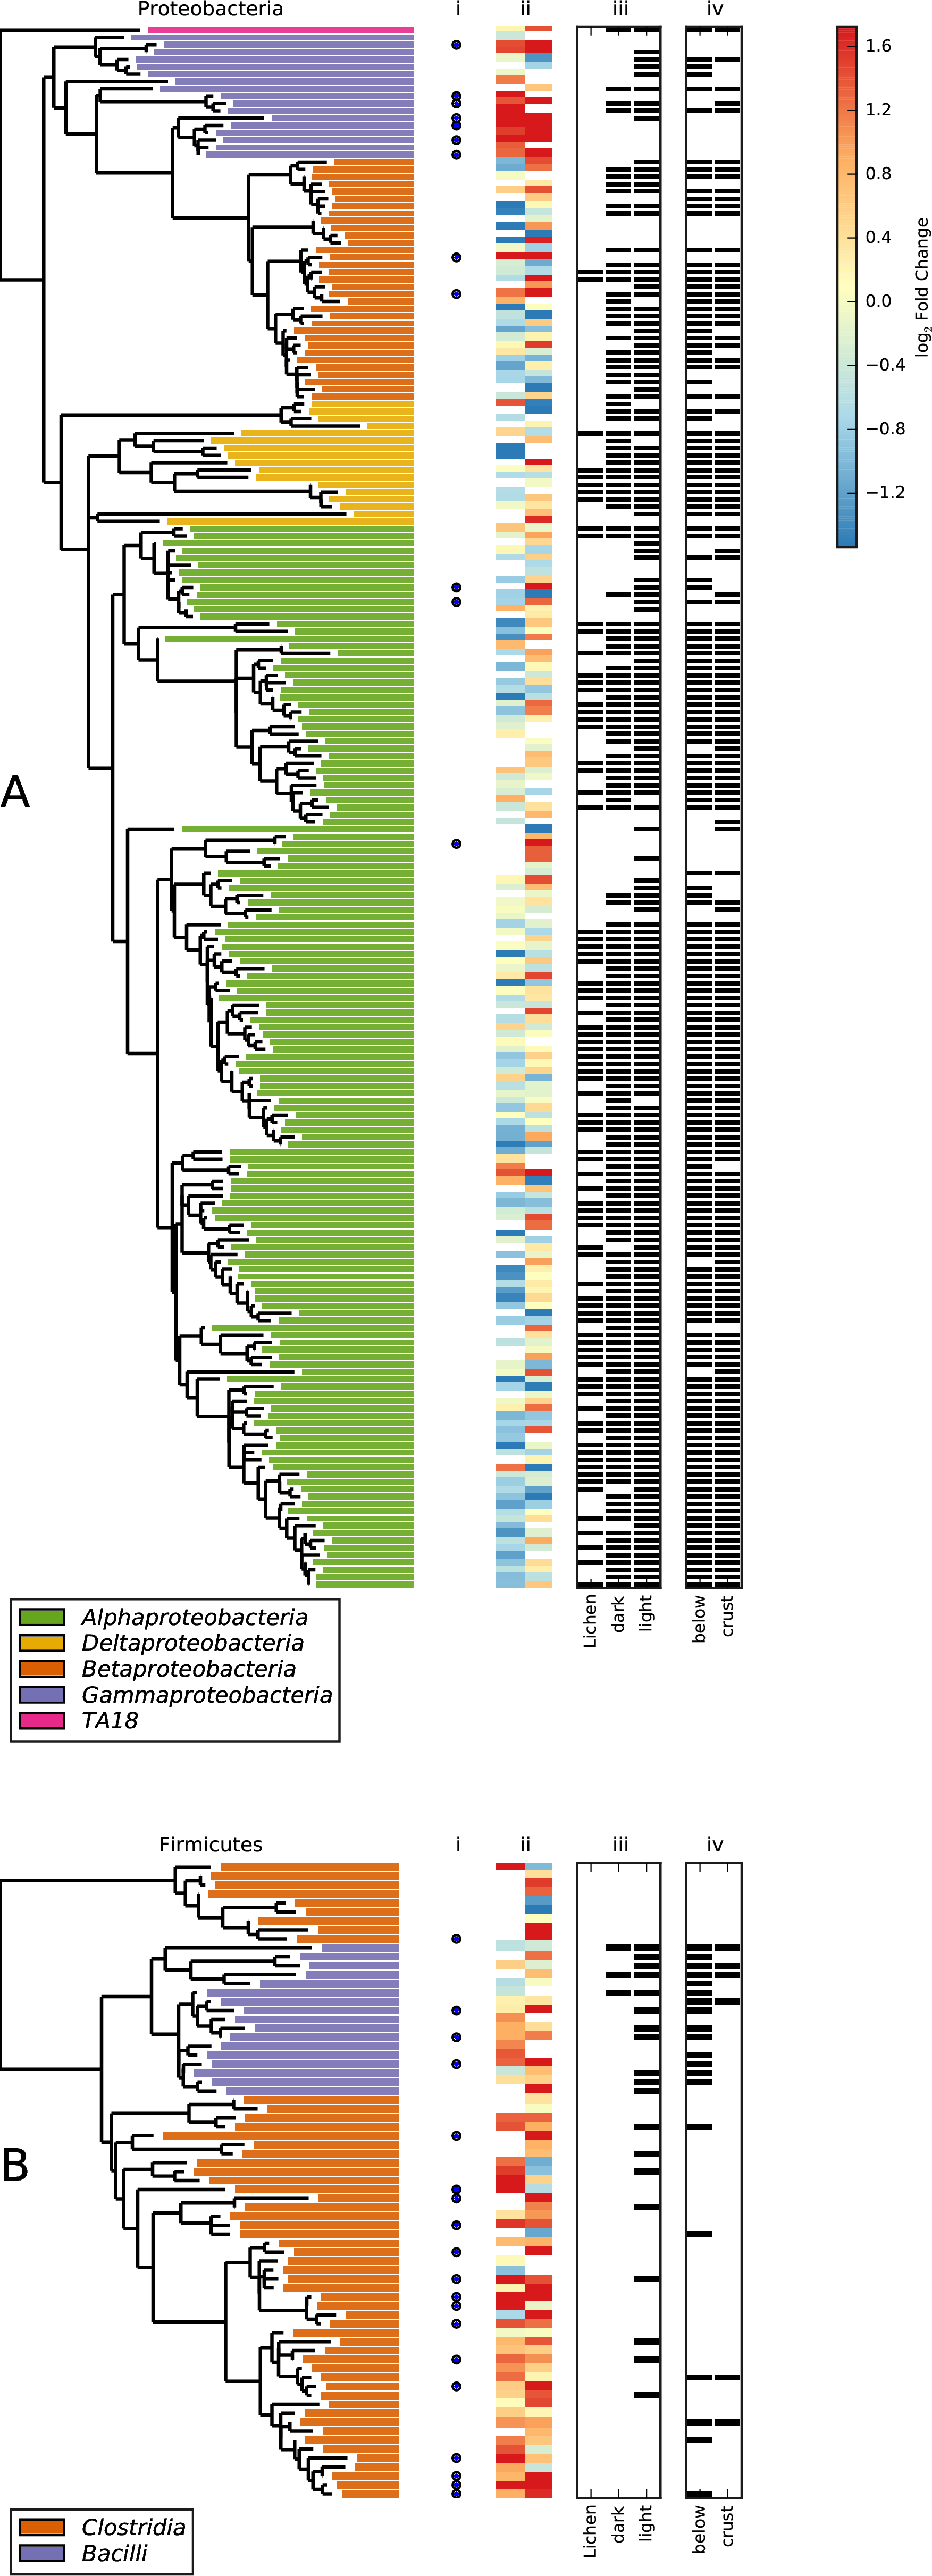 Proteobacteria i ii iii iv
1.6
1.2
0.8
0.4
0.0
−0.4
−0.8
−1.2
log2 Fold Change
A
Lichen
dark
light
below
crust
Alphaproteobacteria
Deltaproteobacteria
Betaproteobacteria
Gammaproteobacteria
TA18
Firmicutes i ii iii iv
B
Lichen
dark
light
below
crust
Clostridia
Bacilli